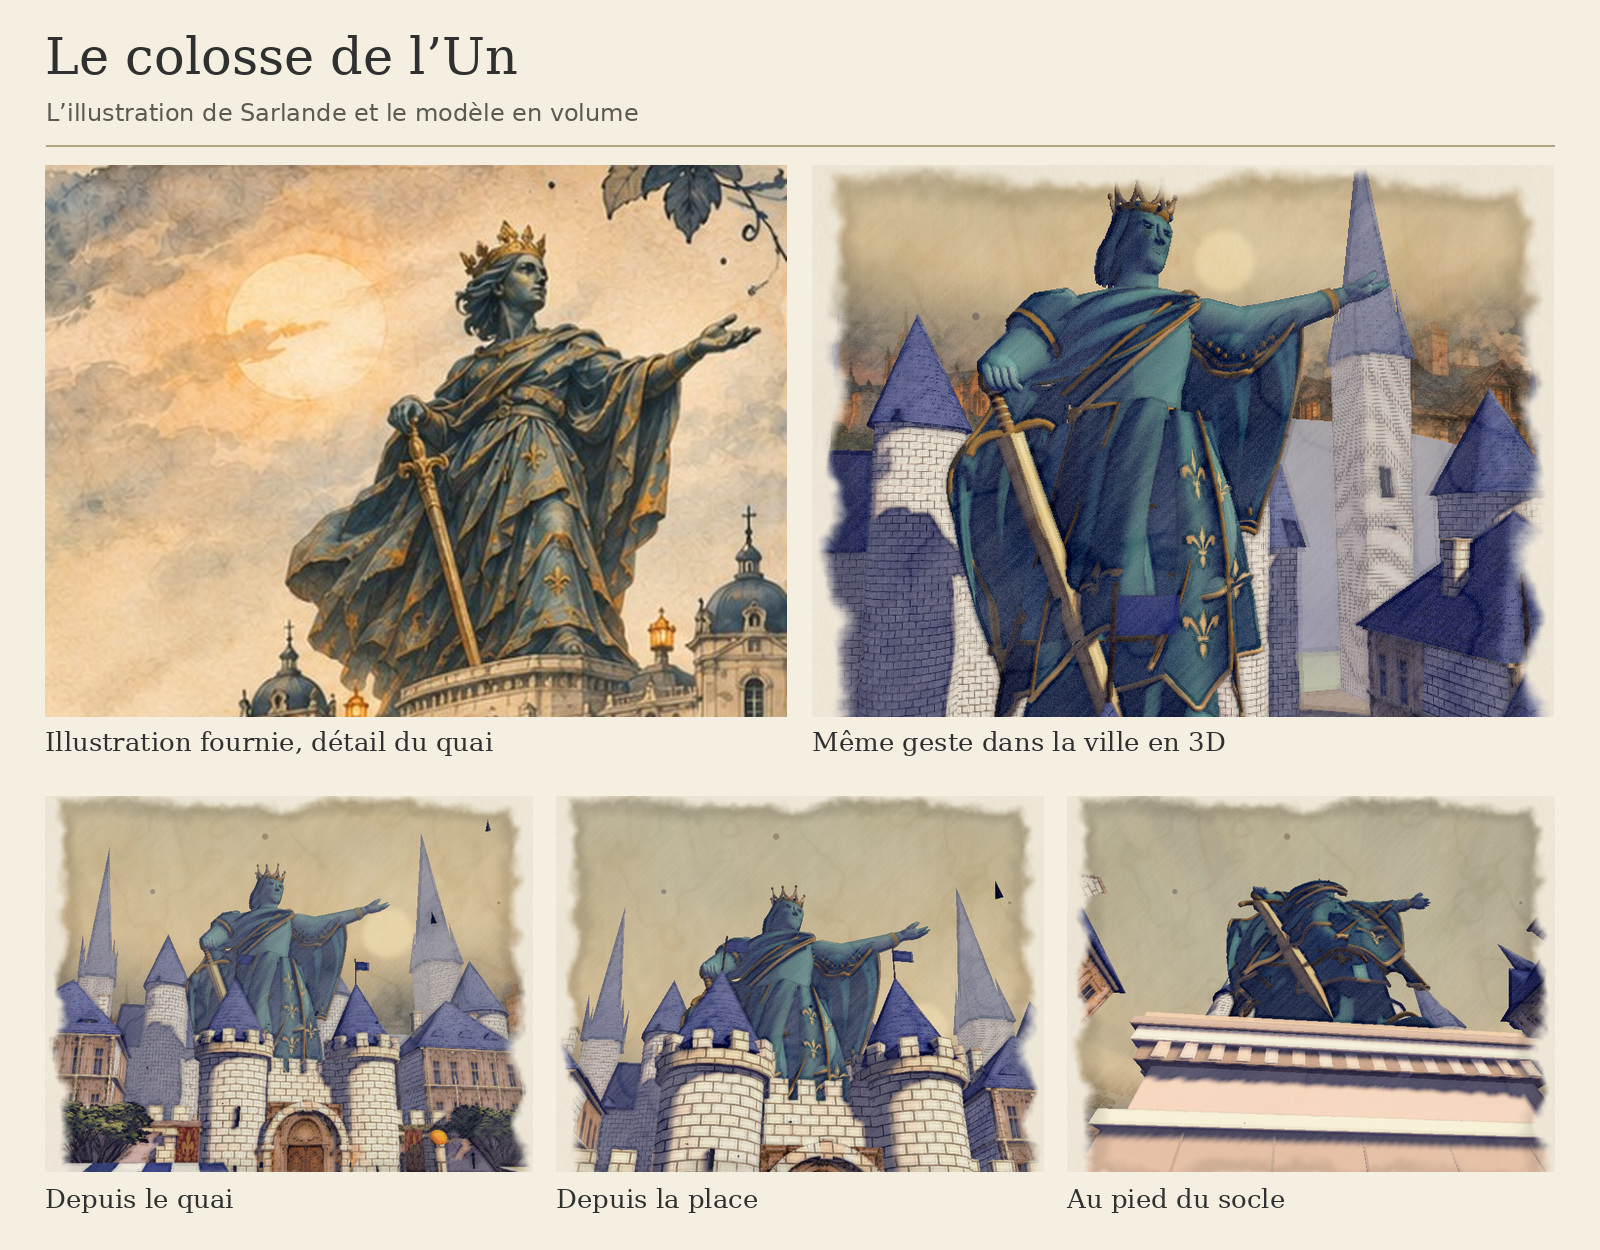 Le colosse de l’Un
L’illustration de Sarlande et le modèle en volume
Illustration fournie, détail du quai
Même geste dans la ville en 3D
Depuis le quai
Depuis la place
Au pied du socle